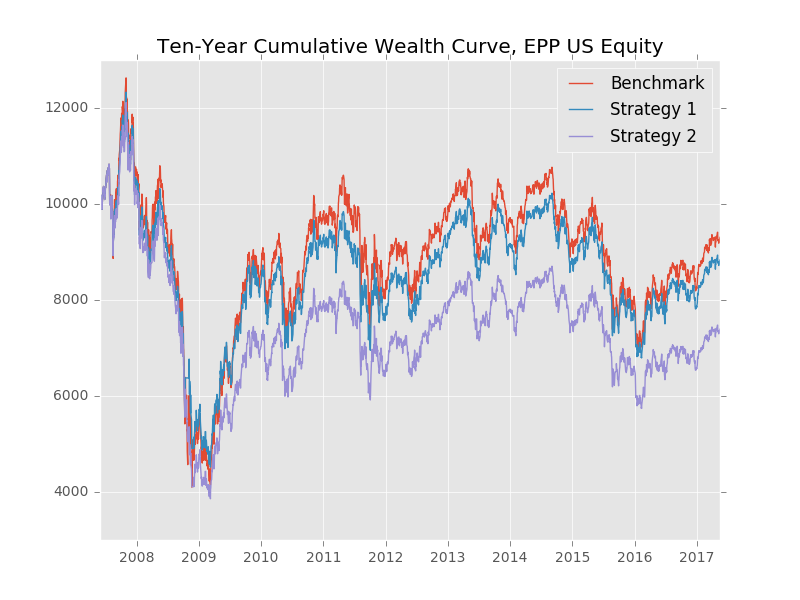 Ten-Year Cumulative Wealth Curve, EPP US Equity
Benchmark
Strategy 1
Strategy 2
12000
10000
8000
6000
4000
2008 2009 2010 2011 2012 2013 2014 2015 2016 2017